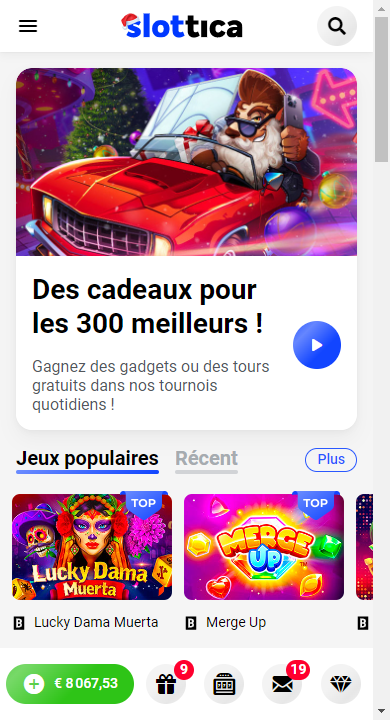 slottica
Des cadeaux pour
les 300 meilleurs !
Gagnez des gadgets ou des tours
gratuits dans nos tournois
quotidiens !
Jeux populaires
Récent
Plus
TOP
TOP
Lucky Dama
Muerta
MERGE
UP
TM
Lucky Dama Muerta
Merge Up
€ 8 067,53
9
19